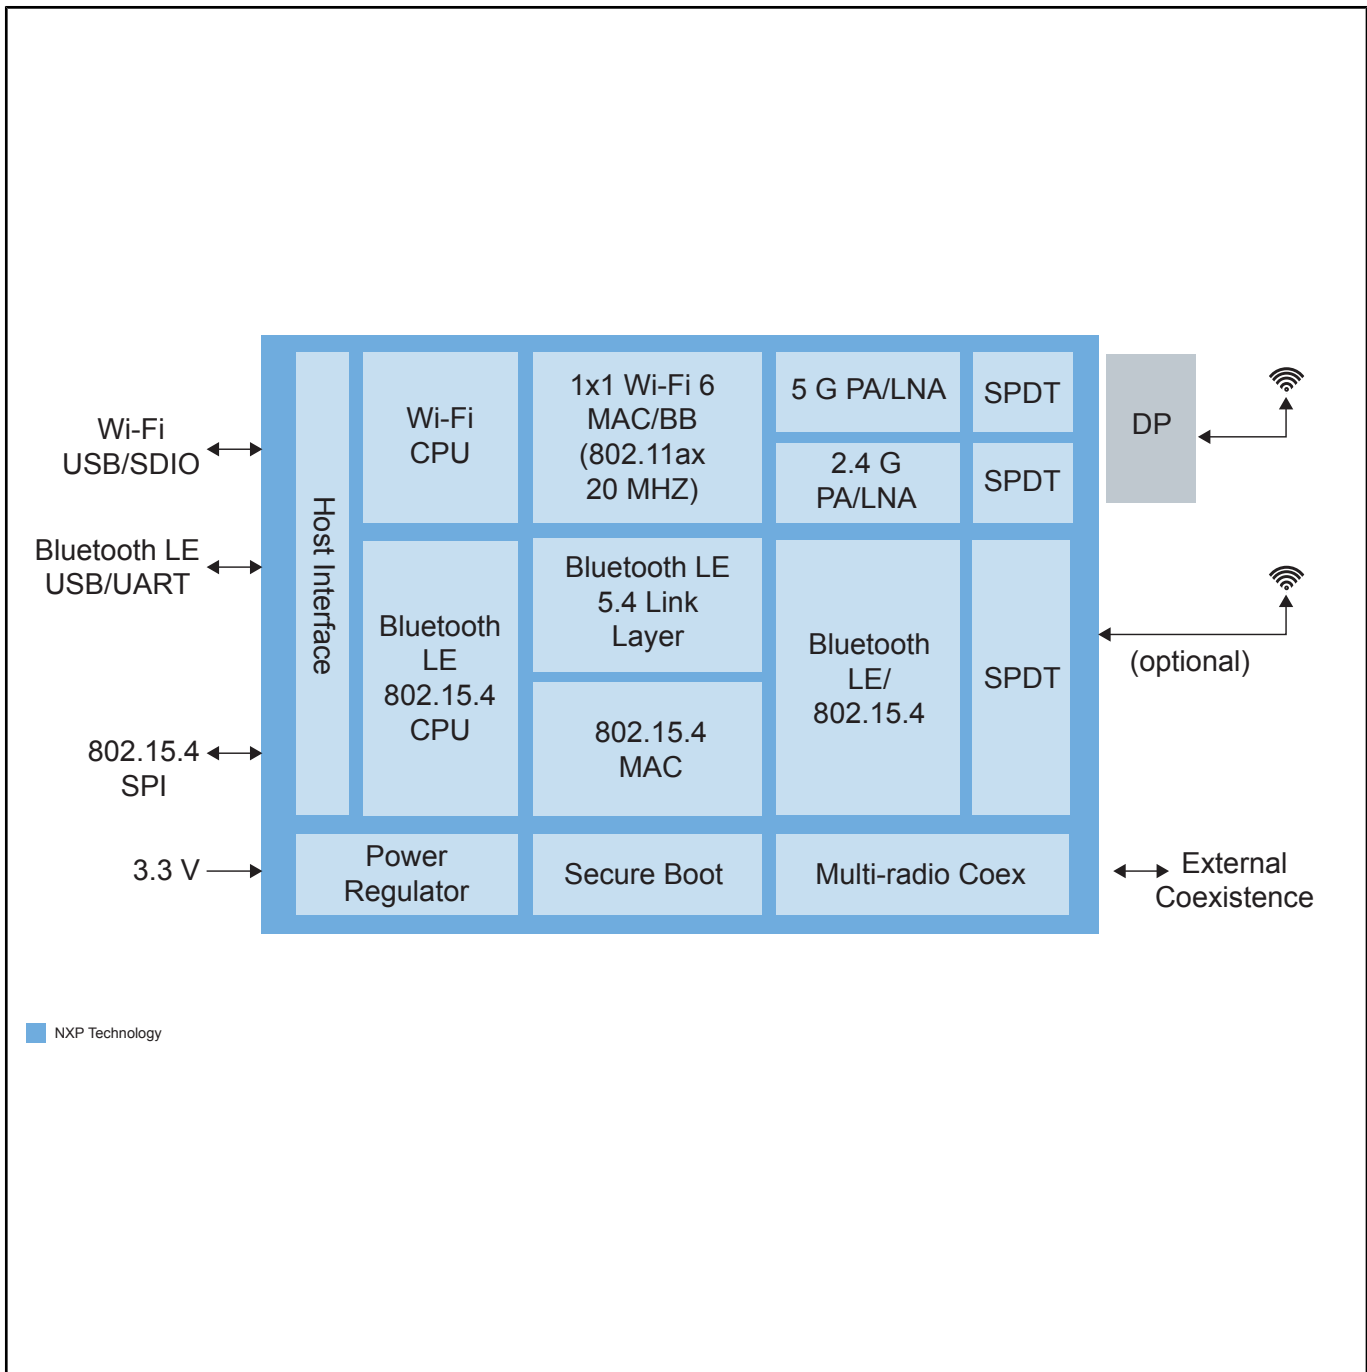 Wi-Fi
USB/SDIO
Bluetooth LE
USB/UART
802.15.4
SPI
3.3 V
Host Interface
Wi-Fi
CPU
Bluetooth
LE
802.15.4
CPU
Power
Regulator
1x1 Wi-Fi 6
MAC/BB
(802.11ax
20 MHZ)
Bluetooth LE
5.4 Link
Layer
802.15.4
MAC
Secure Boot
5 G PA/LNA
2.4 G
PA/LNA
Bluetooth
LE/
802.15.4
Multi-radio Coex
SPDT
SPDT
SPDT
DP
(optional)
External
Coexistence
NXP Technology